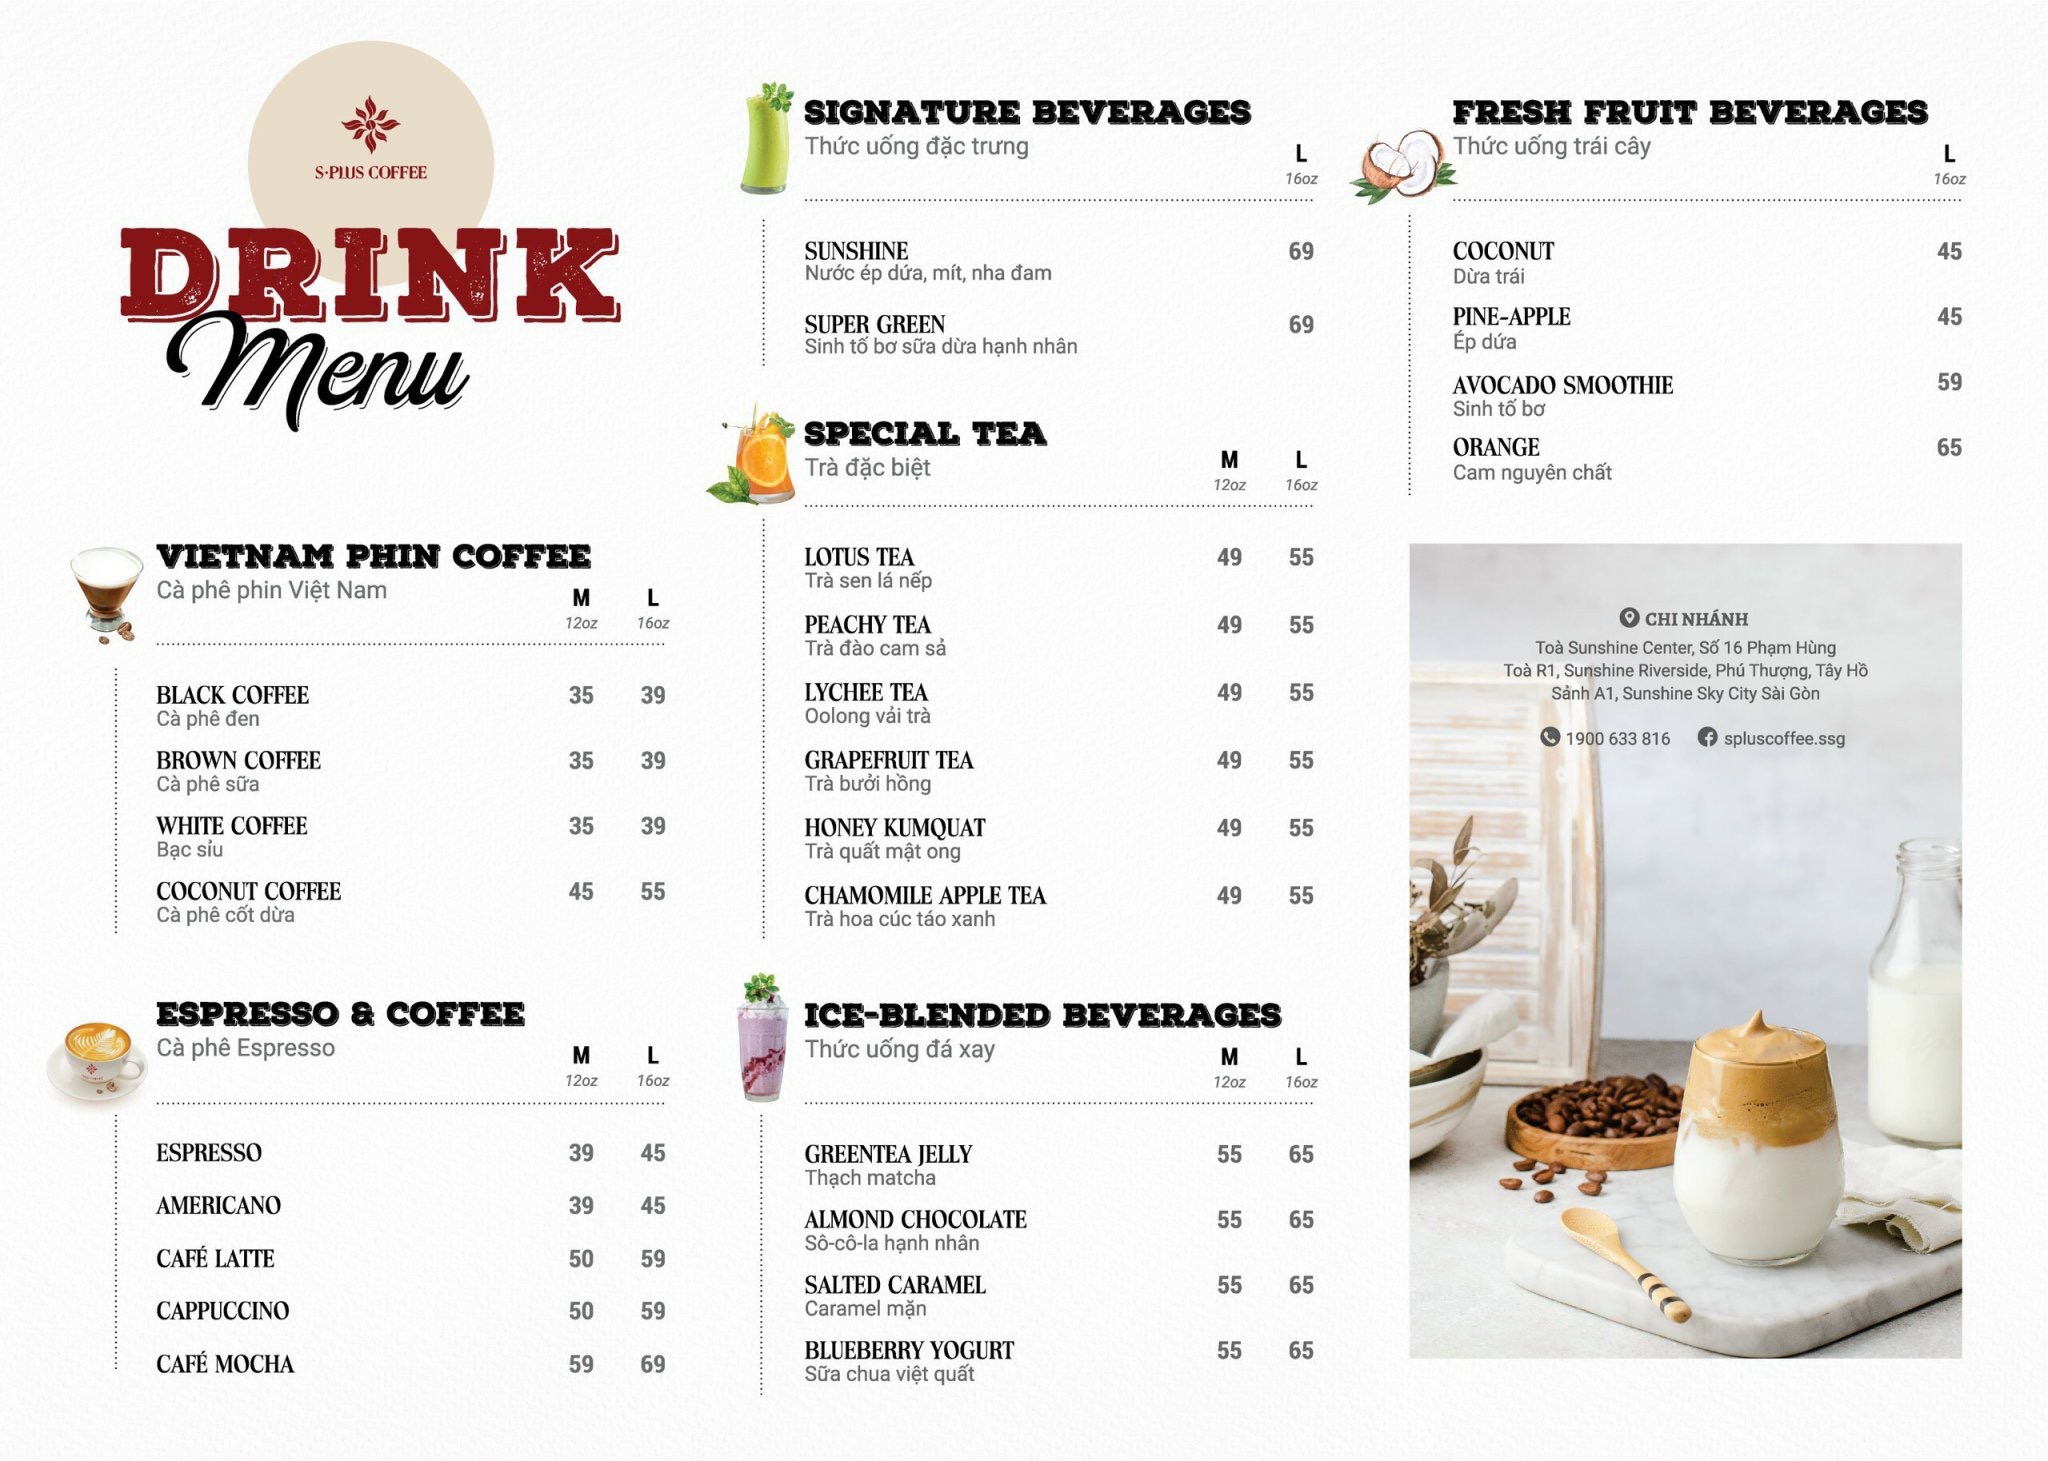 S·PLUS COFFEE
DRINK
Menu
VIETNAM PHIN COFFEE
Cà phê phin Việt Nam
M L
12oz 16oz
BLACK COFFEE 35 39
Cà phê đen
BROWN COFFEE 35 39
Cà phê sữa
WHITE COFFEE 35 39
Bạc sỉu
COCONUT COFFEE 45 55
Cà phê cốt dừa
ESPRESSO & COFFEE
Cà phê Espresso
M L
12oz 16oz
ESPRESSO 39 45
AMERICANO 39 45
CAFÉ LATTE 50 59
CAPPUCCINO 50 59
CAFÉ MOCHA 59 69
SIGNATURE BEVERAGES
Thức uống đặc trưng
L
16oz
SUNSHINE 69
Nước ép dứa, mít, nha đam
SUPER GREEN 69
Sinh tố bơ sữa dừa hạnh nhân
SPECIAL TEA
Trà đặc biệt
M L
12oz 16oz
LOTUS TEA 49 55
Trà sen lá nếp
PEACHY TEA 49 55
Trà đào cam sả
LYCHEE TEA 49 55
Oolong vải trà
GRAPEFRUIT TEA 49 55
Trà bưởi hồng
HONEY KUMQUAT 49 55
Trà quất mật ong
CHAMOMILE APPLE TEA 49 55
Trà hoa cúc táo xanh
ICE-BLENDED BEVERAGES
Thức uống đá xay
M L
12oz 16oz
GREENTEA JELLY 55 65
Thạch matcha
ALMOND CHOCOLATE 55 65
Sô-cô-la hạnh nhân
SALTED CARAMEL 55 65
Caramel mặn
BLUEBERRY YOGURT 55 65
Sữa chua việt quất
FRESH FRUIT BEVERAGES
Thức uống trái cây
L
16oz
COCONUT 45
Dừa trái
PINE-APPLE 45
Ép dứa
AVOCADO SMOOTHIE 59
Sinh tố bơ
ORANGE 65
Cam nguyên chất
CHI NHÁNH
Toà Sunshine Center, Số 16 Phạm Hùng
Toà R1, Sunshine Riverside, Phú Thượng, Tây Hồ
Sảnh A1, Sunshine Sky City Sài Gòn
1900 633 816 spluscoffee.ssg